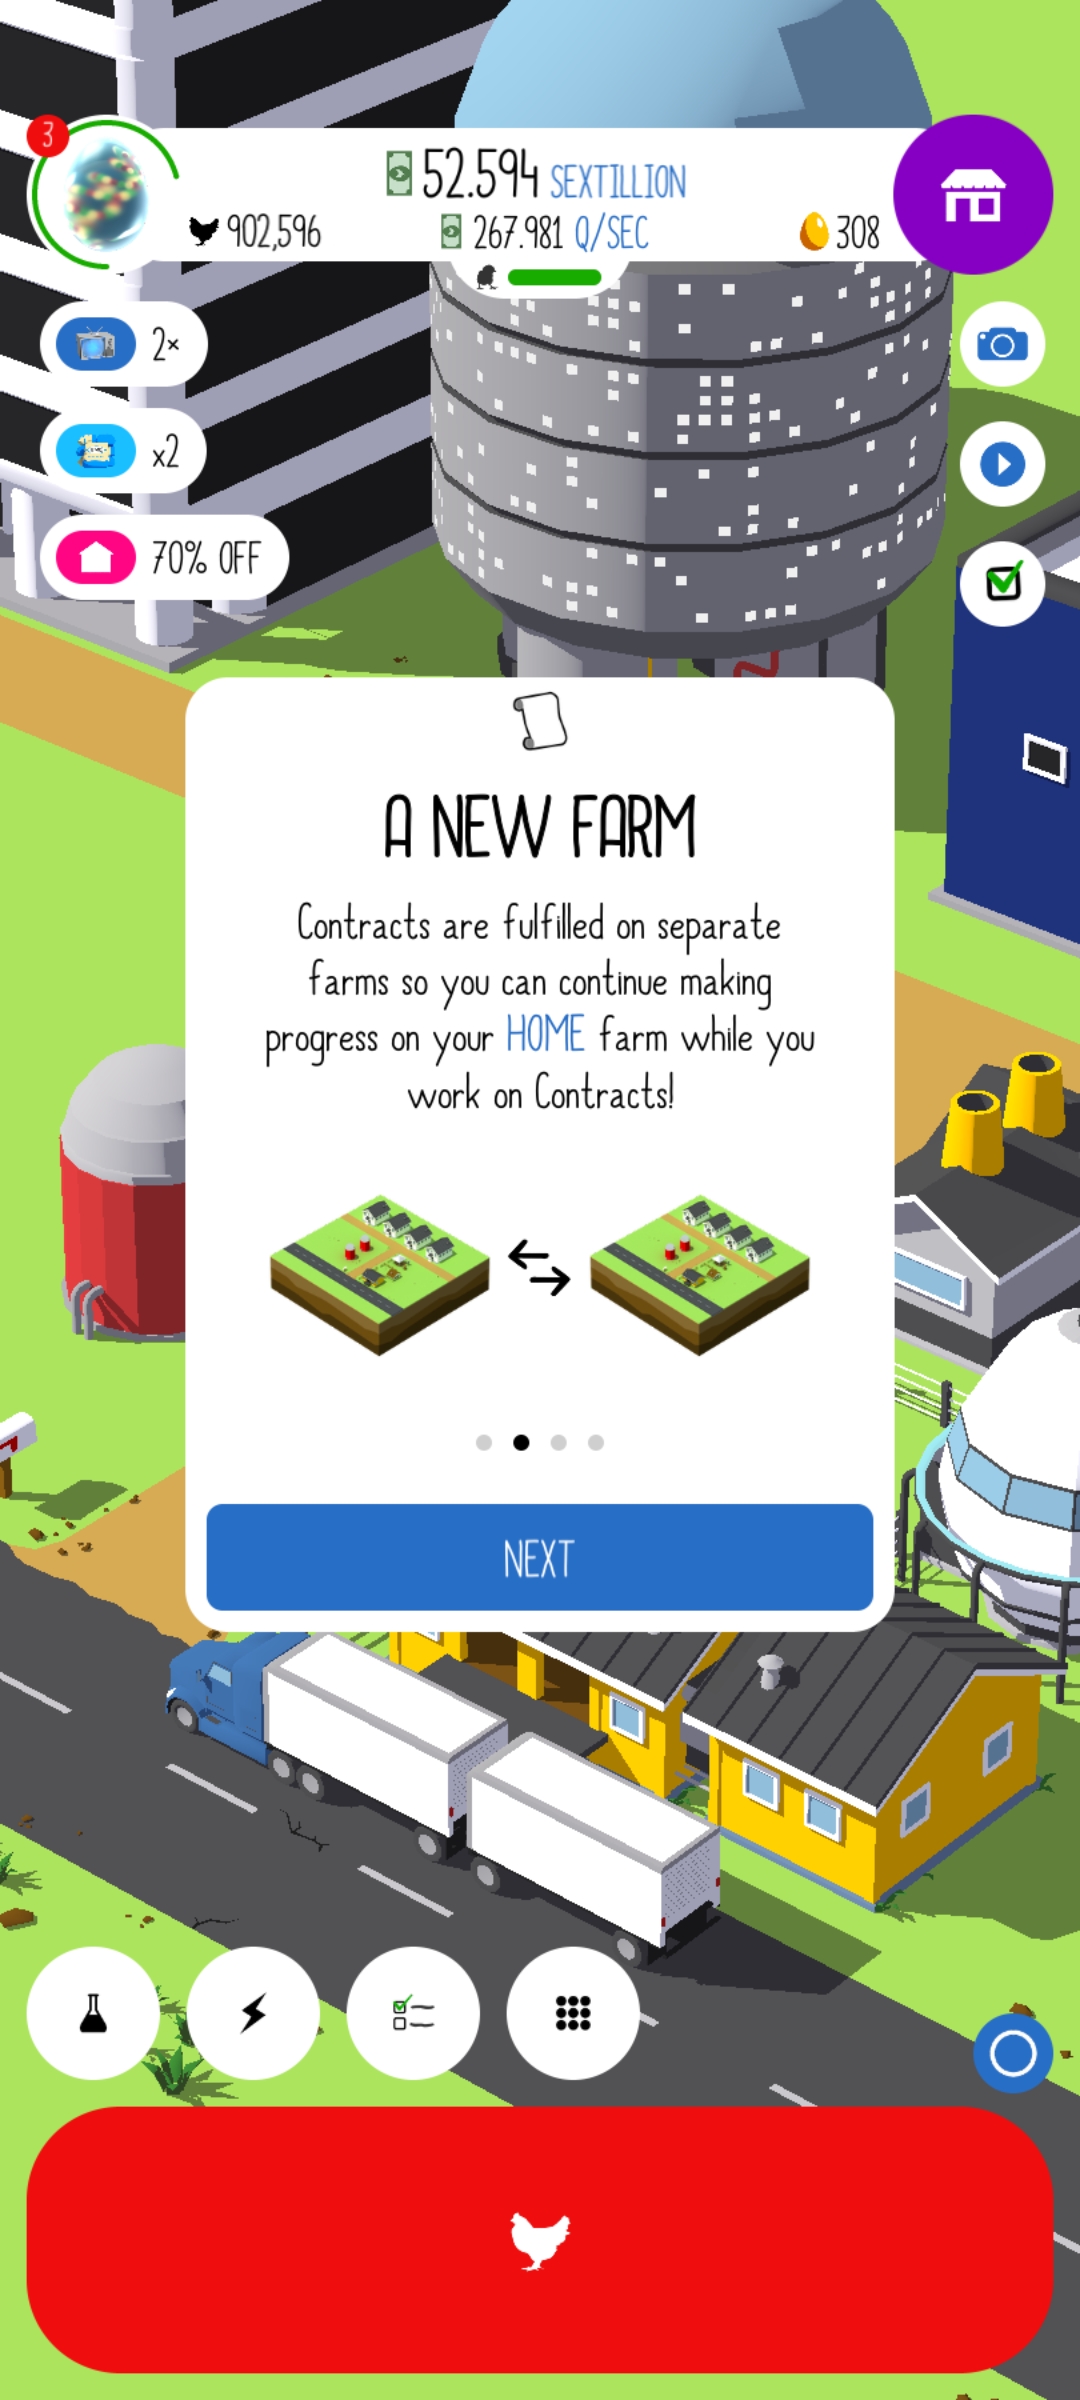 3
52.594 SEXTILLION
902,596
267.981 Q/SEC
308
2×
x2
70% OFF
A NEW FARM
Contracts are fulfilled on separate
farms so you can continue making
progress on your HOME farm while you
work on Contracts!
NEXT